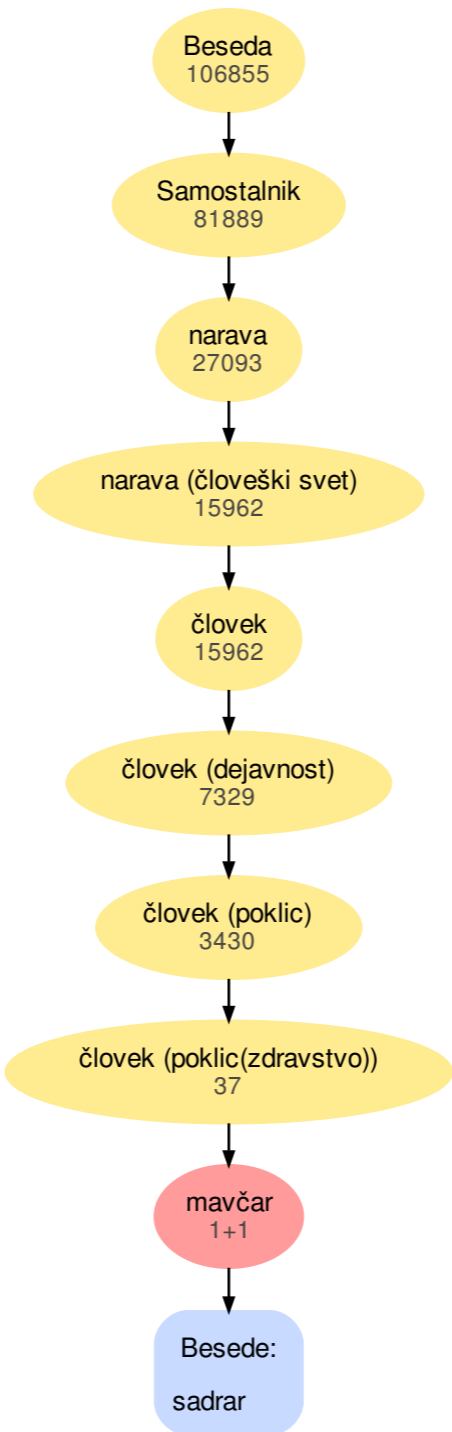 Beseda
106855
Samostalnik
81889
narava
27093
narava (človeški svet)
15962
človek
15962
človek (dejavnost)
7329
človek (poklic)
3430
človek (poklic(zdravstvo))
37
mavčar
1+1
Besede:
sadrar